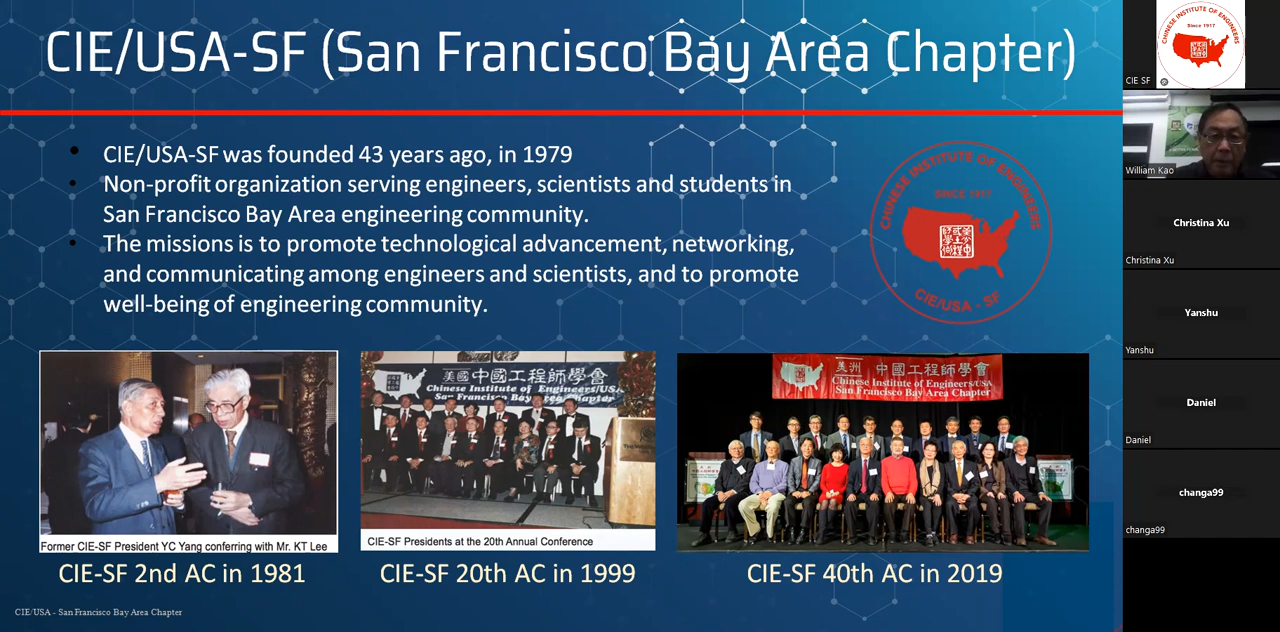 CIE/USA-SF (San Francisco Bay Area Chapter)
CIE/USA-SF was founded 43 years ago, in 1979
Non-profit organization serving engineers, scientists and students in
San Francisco Bay Area engineering community.
The missions is to promote technological advancement, networking,
and communicating among engineers and scientists, and to promote
well-being of engineering community.
CHINESE INSTITUTE OF ENGINEERS
SINCE 1917
CIE/USA - SF
美國 中國工程師學會
Chinese Institute of Engineers/USA
San Francisco Bay Area Chapter
美洲 中國工程師學會
Chinese Institute of Engineers/USA
San Francisco Bay Area Chapter
Former CIE-SF President YC Yang conferring with Mr. KT Lee
CIE-SF Presidents at the 20th Annual Conference
CIE-SF 2nd AC in 1981
CIE-SF 20th AC in 1999
CIE-SF 40th AC in 2019
CIE/USA - San Francisco Bay Area Chapter
CHINESE INSTITUTE OF ENGINEERS
Since 1917
CIE SF
William Kao
Christina Xu
Christina Xu
Yanshu
Yanshu
Daniel
Daniel
changa99
changa99